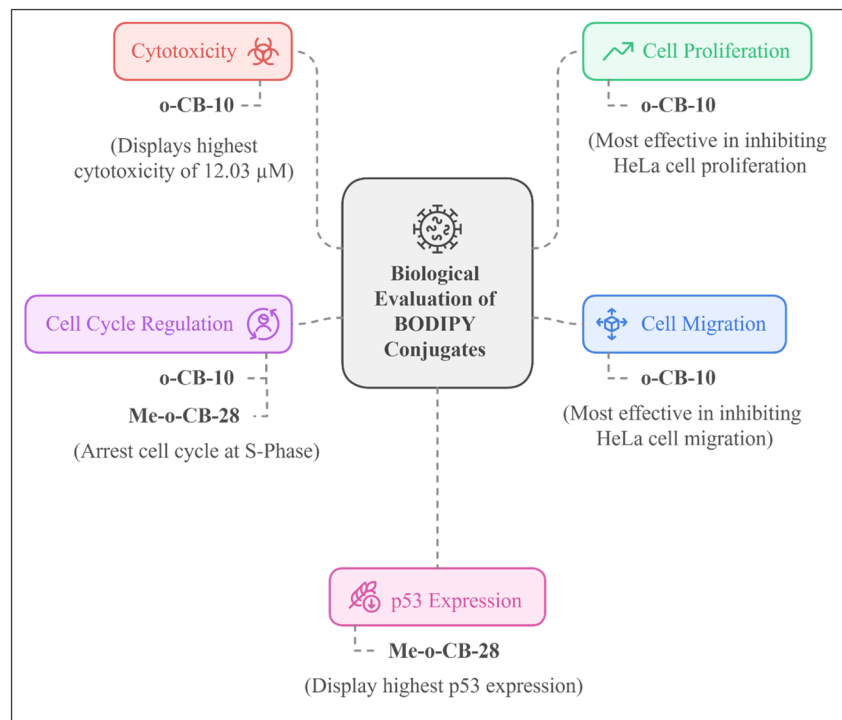 Cytotoxicity
o-CB-10
(Displays highest
cytotoxicity of 12.03 µM)
Cell Proliferation
o-CB-10
(Most effective in inhibiting
HeLa cell proliferation
Biological
Evaluation of
BODIPY
Conjugates
Cell Cycle Regulation
o-CB-10
Me-o-CB-28
(Arrest cell cycle at S-Phase)
Cell Migration
o-CB-10
(Most effective in inhibiting
HeLa cell migration)
p53 Expression
Me-o-CB-28
(Display highest p53 expression)